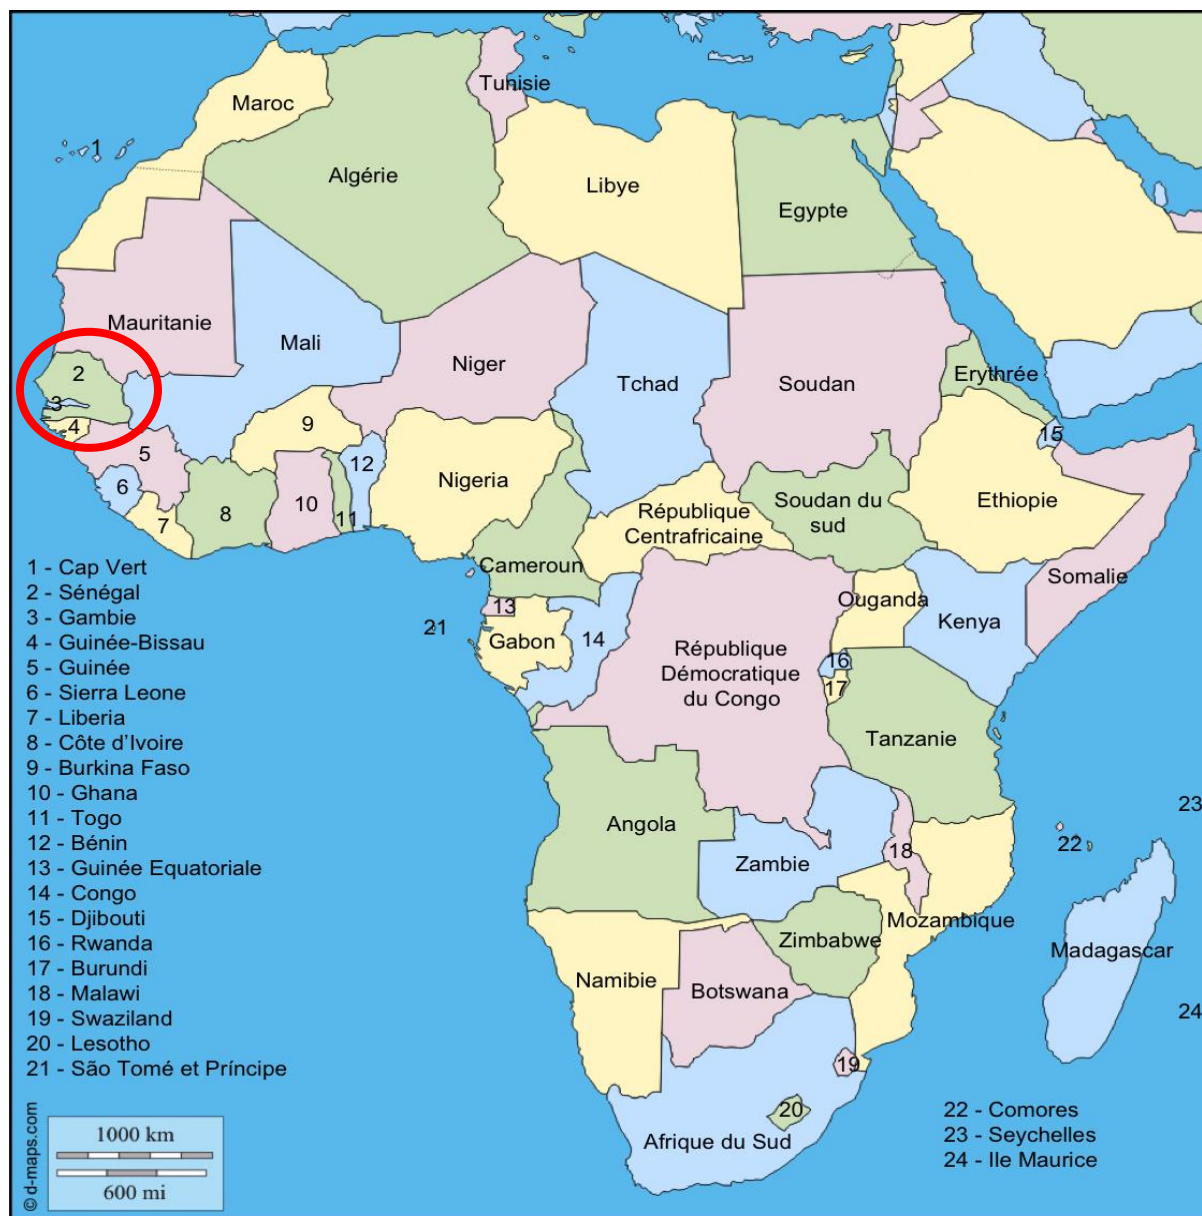 Tunisie
Maroc
1
Algérie
Libye
Egypte
Mauritanie
Mali
Niger
Tchad
Soudan
Erythrée
2
3
4
5
6
7
8
9
10
11
12
15
Nigeria
République
Centrafricaine
Soudan du
sud
Ethiopie
Somalie
Cameroun
Ouganda
Kenya
13
21
Gabon
14
République
Démocratique
du Congo
16
17
Tanzanie
Angola
Zambie
18
23
22
Mozambique
Zimbabwe
Madagascar
Namibie
Botswana
24
19
20
Afrique du Sud
1 - Cap Vert
2 - Sénégal
3 - Gambie
4 - Guinée-Bissau
5 - Guinée
6 - Sierra Leone
7 - Liberia
8 - Côte d'Ivoire
9 - Burkina Faso
10 - Ghana
11 - Togo
12 - Bénin
13 - Guinée Equatoriale
14 - Congo
15 - Djibouti
16 - Rwanda
17 - Burundi
18 - Malawi
19 - Swaziland
20 - Lesotho
21 - São Tomé et Príncipe
22 - Comores
23 - Seychelles
24 - Ile Maurice
© d-maps.com
1000 km
600 mi